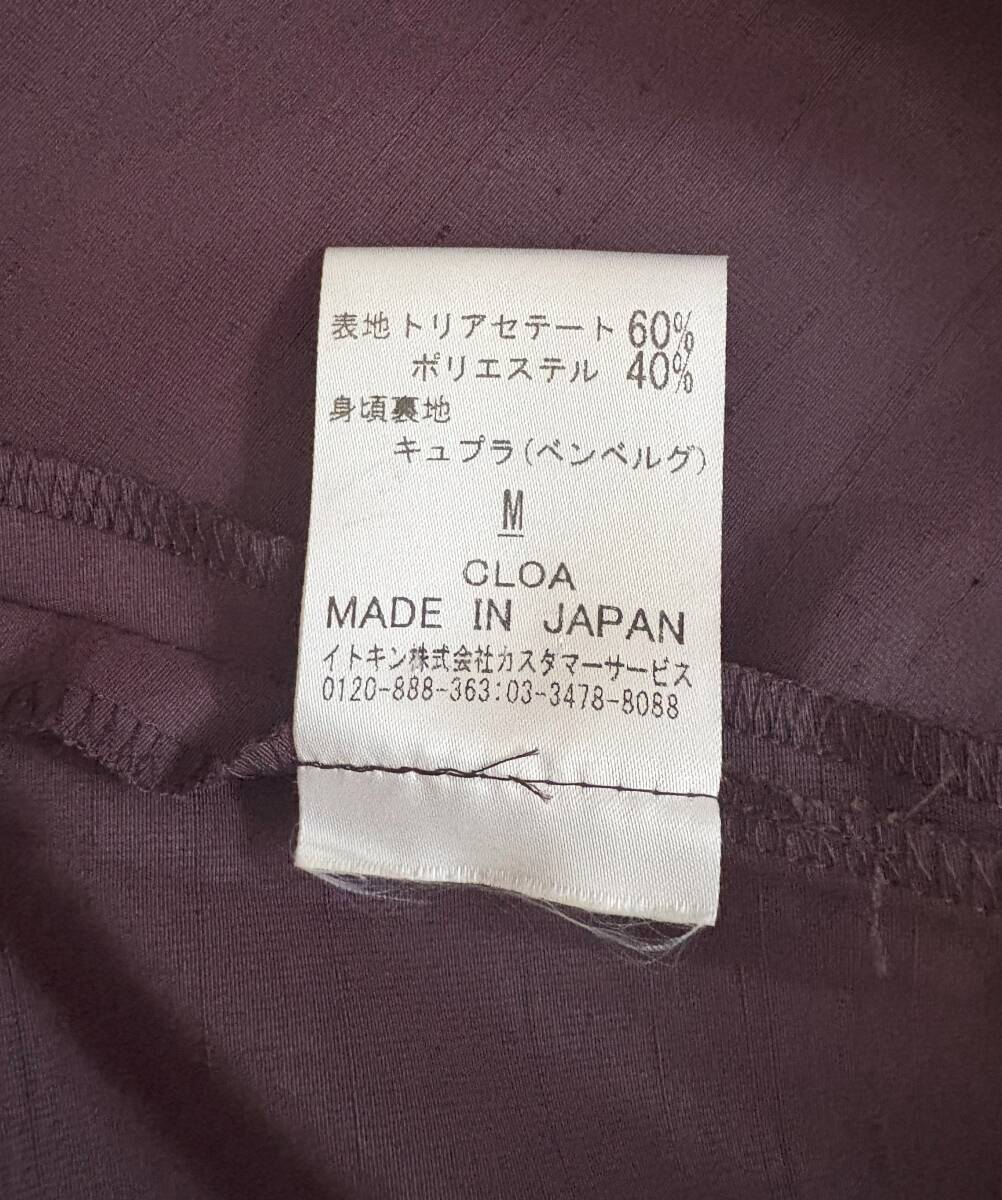 表地 トリアセテート 60%
ポリエステル 40%
身頃裏地
キュプラ(ベンベルグ)
M
CLOA
MADE IN JAPAN
イトキン株式会社カスタマーサービス
0120-888-363:03-3478-8088